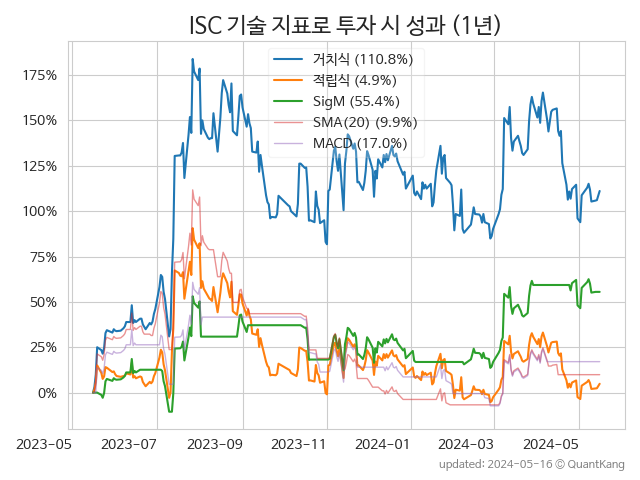 ISC 기술 지표로 투자 시 성과 (1년)
거치식 (110.8%)
적립식 (4.9%)
SigM (55.4%)
SMA(20) (9.9%)
MACD (17.0%)
175%
150%
125%
100%
75%
50%
25%
0%
2023-05 2023-07 2023-09 2023-11 2024-01 2024-03 2024-05
updated: 2024-05-16 © QuantKang